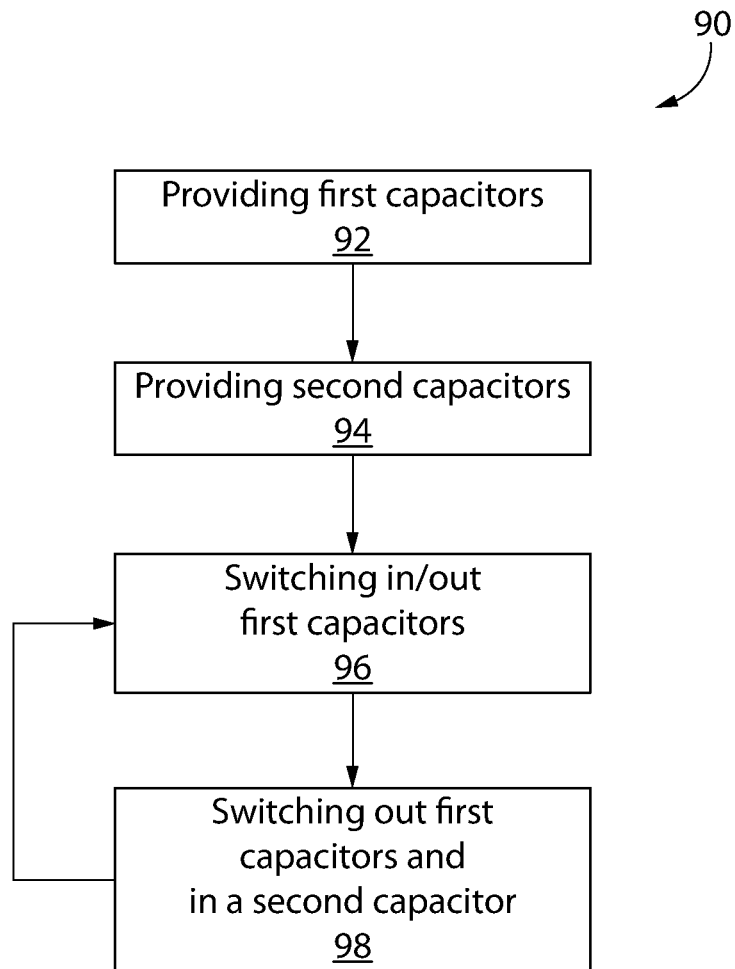 90
Providing first capacitors
92
Providing second capacitors
94
Switching in/out
first capacitors
96
Switching out first
capacitors and
in a second capacitor
98